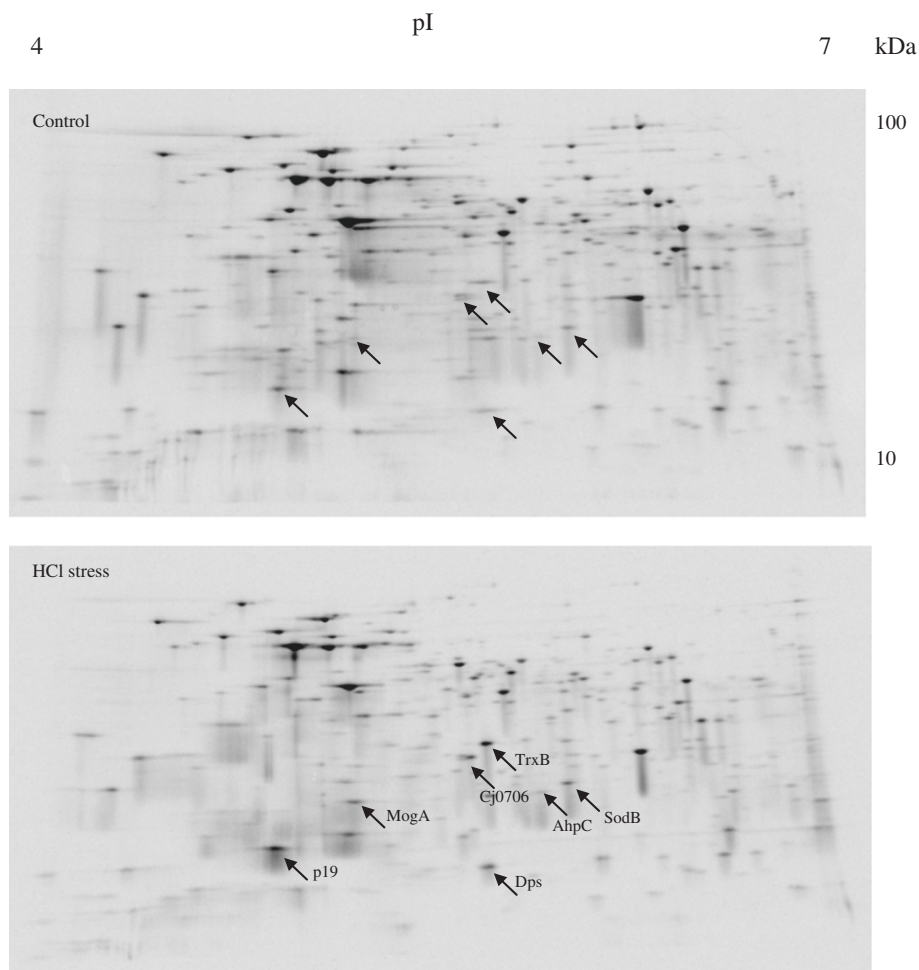 pI
4 7 kDa
Control
100
10
HCl stress
TrxB
Cj0706
MogA
AhpC
SodB
p19
Dps